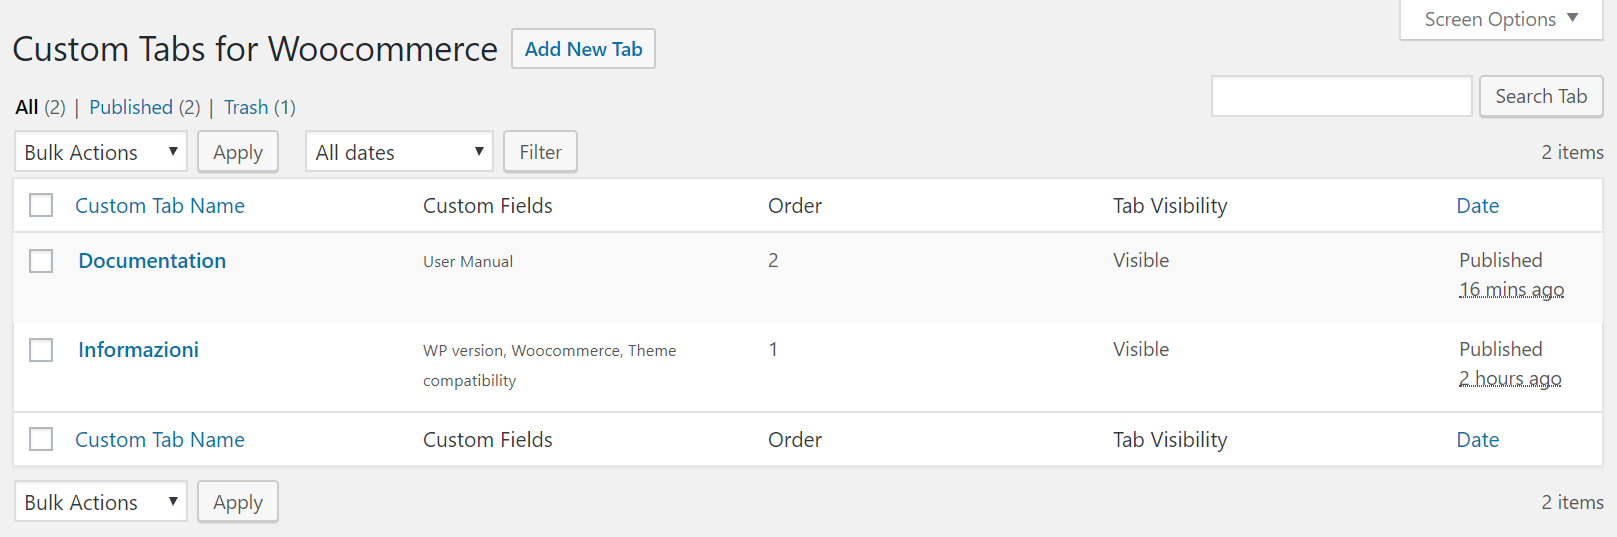 Screen Options
Custom Tabs for Woocommerce Add New Tab
All (2) | Published (2) | Trash (1)
Search Tab
Bulk Actions Apply All dates Filter 2 items
Custom Tab Name Custom Fields Order Tab Visibility Date
Documentation User Manual 2 Visible Published
16 mins ago
Informazioni WP version, Woocommerce, Theme 1 Visible Published
compatibility 2 hours ago
Custom Tab Name Custom Fields Order Tab Visibility Date
Bulk Actions Apply 2 items